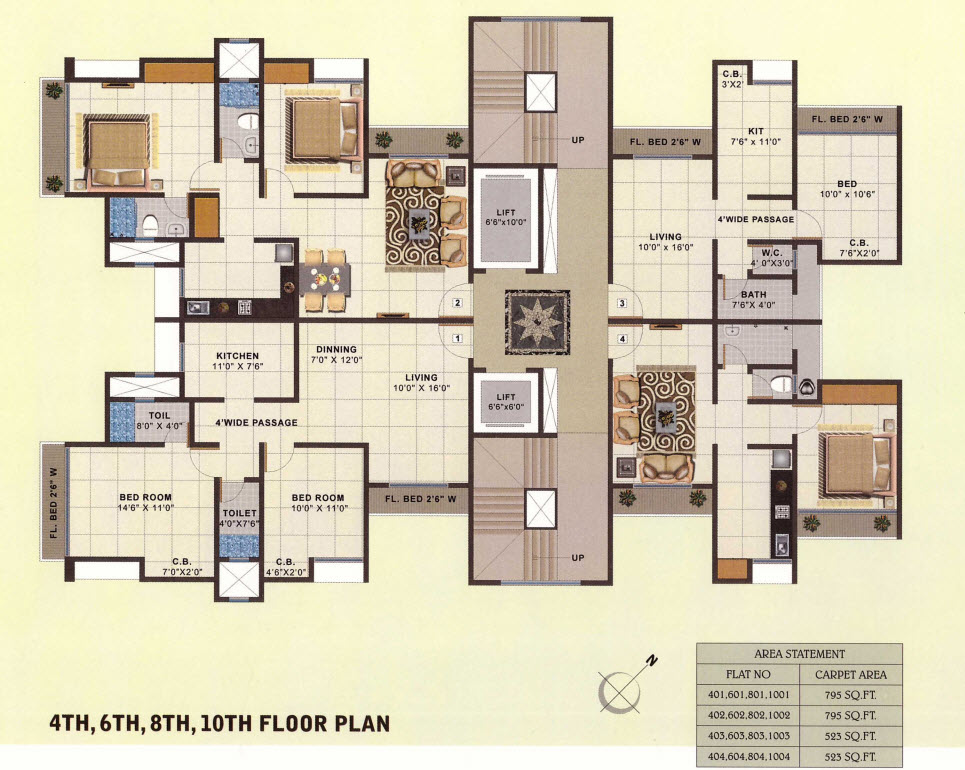 C.B.
3'X2'
KIT
7'6" X 11'0"
FL. BED 2'6" W
UP
FL. BED 2'6" W
BED
10'0" x 10'6"
LIFT
6'6"x10'0"
4'WIDE PASSAGE
LIVING
10'0" x 16'0"
C.B.
7'6"X2'0"
W.C.
4' 0"X3'0"
BATH
7'6"X 4'0"
2
3
1
4
KITCHEN
11'0" X 7'6"
DINNING
7'0" X 12'0"
LIVING
10'0" X 16'0"
LIFT
6'6"x6'0"
TOIL
8'0" X 4'0"
4'WIDE PASSAGE
FL. BED 2'6" W
BED ROOM
14'6" X 11'0"
TOILET
4'0"X7'6"
BED ROOM
10'0" X 11'0"
FL. BED 2'6" W
C.B.
7'0"X2'0"
C.B.
4'6"X2'0"
UP
N
4TH, 6TH, 8TH, 10TH FLOOR PLAN
AREA STATEMENT
FLAT NO CARPET AREA
401,601,801,1001 795 SQ.FT.
402,602,802,1002 795 SQ.FT.
403,603,803,1003 523 SQ.FT.
404,604,804,1004 523 SQ.FT.